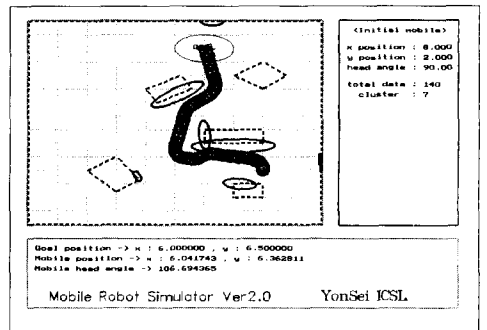 <Initial mobile>
x position : 8.000
y position : 2.000
head angle : 90.00
total data : 140
cluster : 7
Goal position -> x : 6.000000 , y : 6.500000
Mobile position -> x : 6.041743 , y : 6.362811
Mobile head angle -> 106.694365
Mobile Robot Simulator Ver2.0
YonSei ICSL